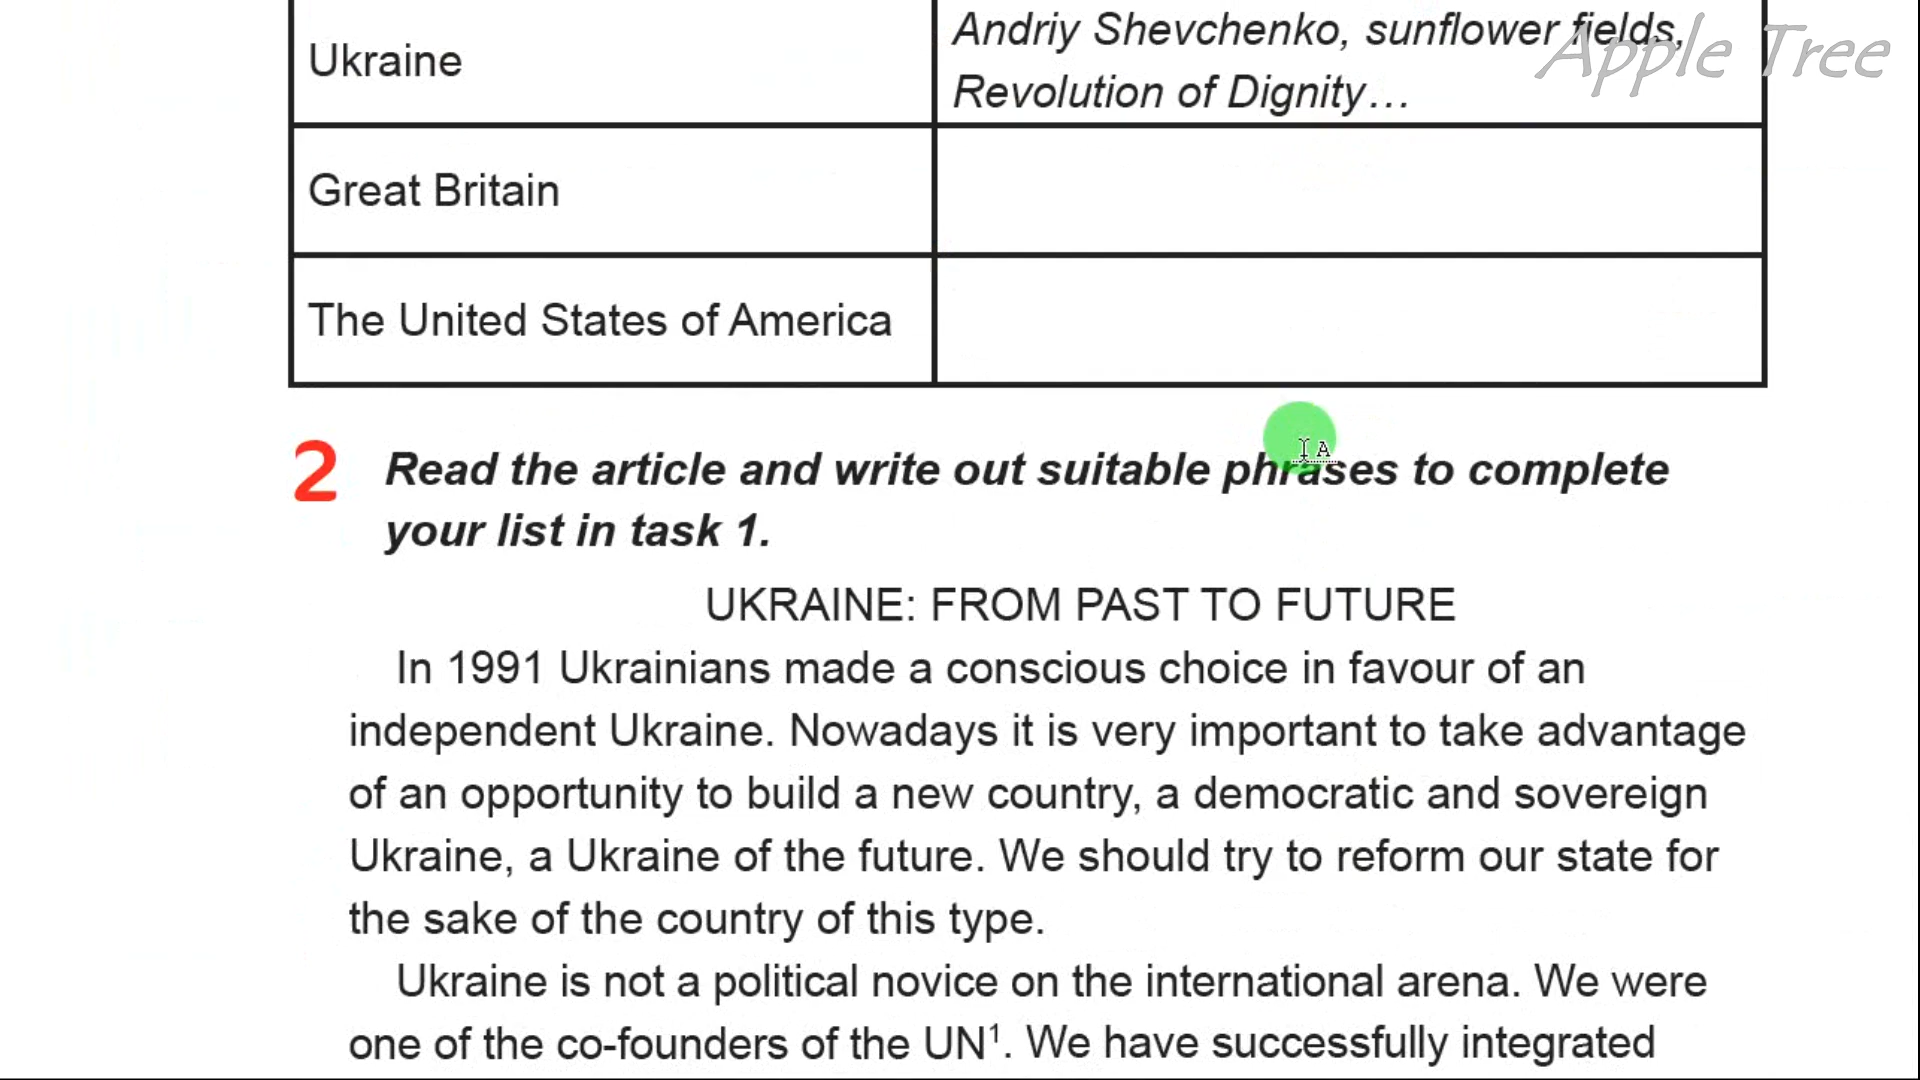 Andriy Shevchenko, sunflower fields,
Apple Tree
Ukraine
Revolution of Dignity…
Great Britain
The United States of America
2 Read the article and write out suitable phrases to complete
your list in task 1.
UKRAINE: FROM PAST TO FUTURE
In 1991 Ukrainians made a conscious choice in favour of an
independent Ukraine. Nowadays it is very important to take advantage
of an opportunity to build a new country, a democratic and sovereign
Ukraine, a Ukraine of the future. We should try to reform our state for
the sake of the country of this type.
Ukraine is not a political novice on the international arena. We were
one of the co-founders of the UN¹. We have successfully integrated